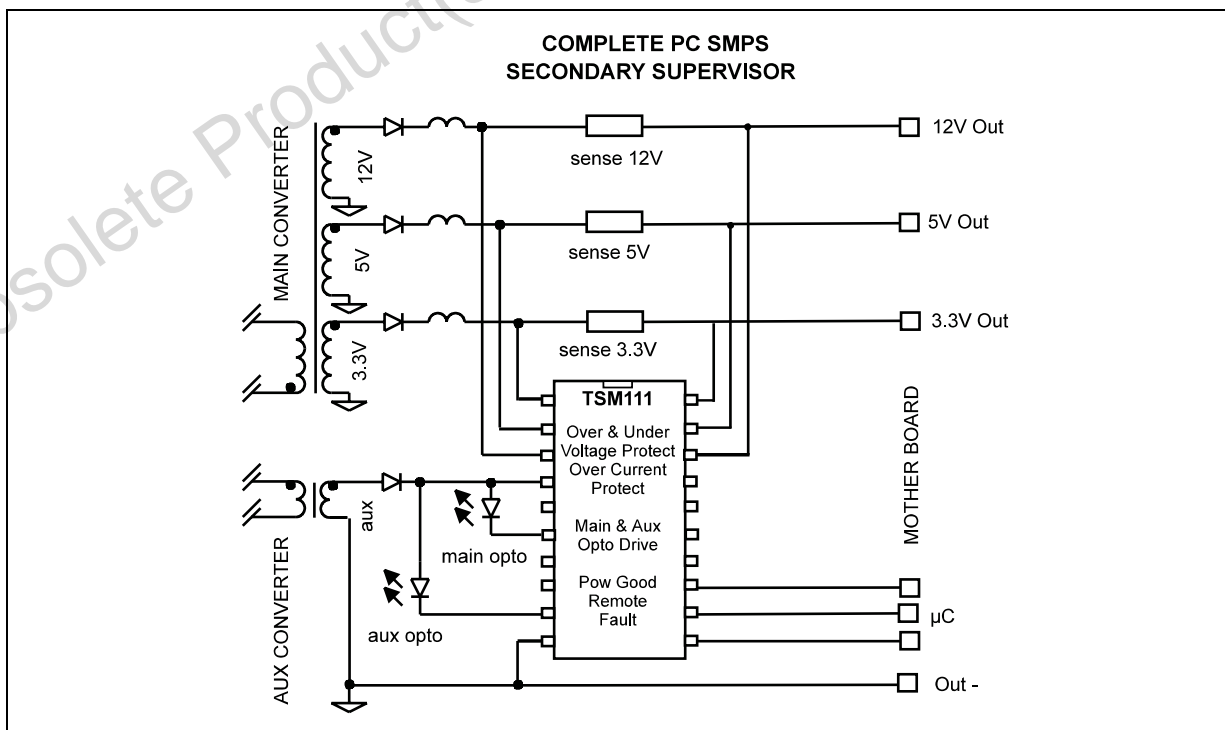 COMPLETE PC SMPS
SECONDARY SUPERVISOR
MAIN CONVERTER
12V
sense 12V
12V Out
5V
sense 5V
5V Out
3.3V
sense 3.3V
3.3V Out
TSM111
Over & Under
Voltage Protect
Over Current
Protect
Main & Aux
Opto Drive
Pow Good
Remote
Fault
MOTHER BOARD
AUX CONVERTER
aux
main opto
aux opto
µC
Out -
osolete Product(